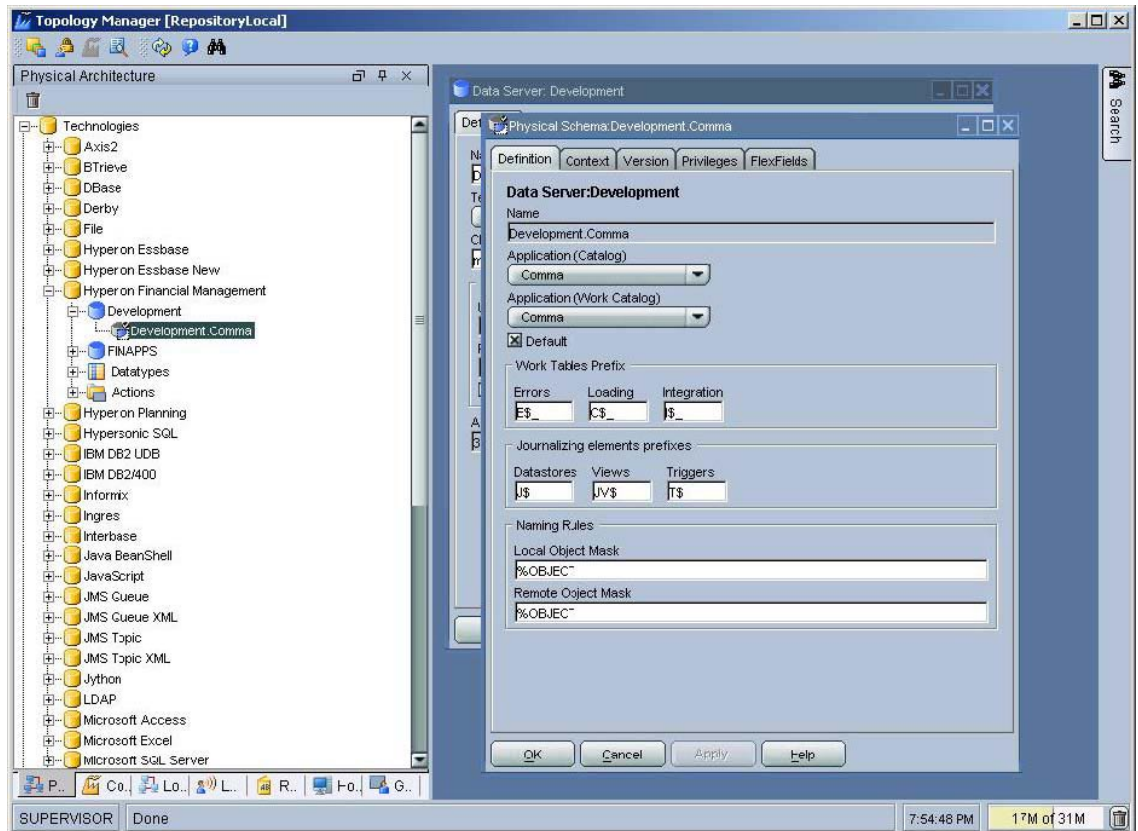 Topology Manager [RepositoryLocal]
Physical Architecture
Technologies
Axis2
BTrieve
DBase
Derby
File
Hyperion Essbase
Hyperion Essbase New
Hyperion Financial Management
Development
Development.Comma
FINAPPS
Datatypes
Actions
Hyperion Planning
Hypersonic SQL
IBM DB2 UDB
IBM DB2/400
Informix
Ingres
Interbase
Java BeanShell
JavaScript
JMS Queue
JMS Queue XML
JMS Topic
JMS Topic XML
Jython
LDAP
Microsoft Access
Microsoft Excel
Microsoft SQL Server
P..
Co..
Lo..
L..
R..
Ho..
G..
Data Server: Development
Def
Physical Schema:Development.Comma
Definition
Context
Version
Privileges
FlexFields
Data Server:Development
Name
Development.Comma
Application (Catalog)
Comma
Application (Work Catalog)
Comma
Default
Work Tables Prefix
Errors
Loading
Integration
E$_
C$_
I$_
Journalizing elements prefixes
Datastores
Views
Triggers
J$
JV$
T$
Naming Rules
Local Object Mask
%OBJECT
Remote Object Mask
%OBJECT
OK
Cancel
Apply
Help
Search
SUPERVISOR
Done
7:54:48 PM
17M of 31M